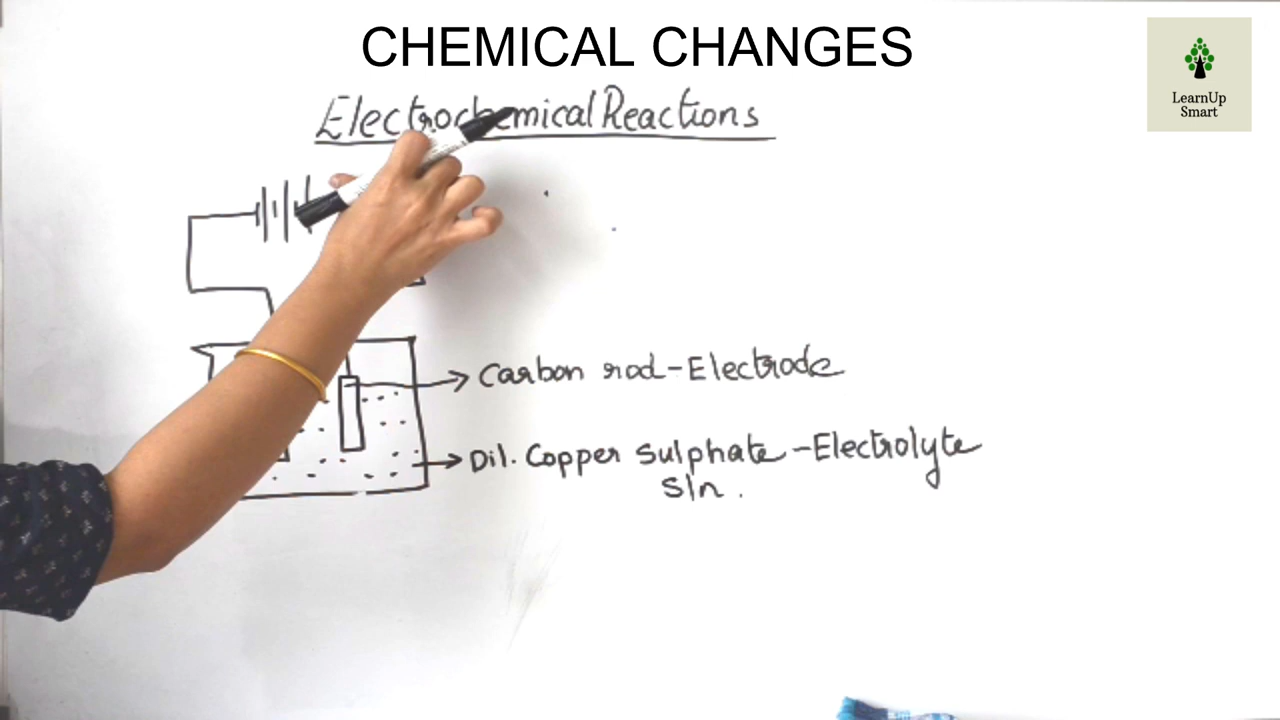 CHEMICAL CHANGES
LearnUp
Smart
Electrochemical Reactions
Carbon rod-Electrode
Dil. Copper Sulphate -Electrolyte
Sln.